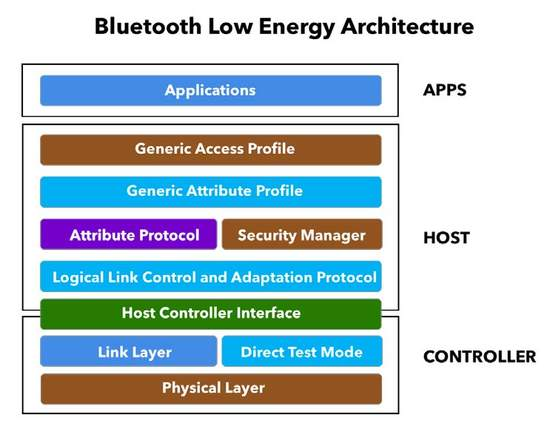 Bluetooth Low Energy Architecture
Applications
APPS
Generic Access Profile
Generic Attribute Profile
Attribute Protocol
Security Manager
HOST
Logical Link Control and Adaptation Protocol
Host Controller Interface
Link Layer
Direct Test Mode
CONTROLLER
Physical Layer